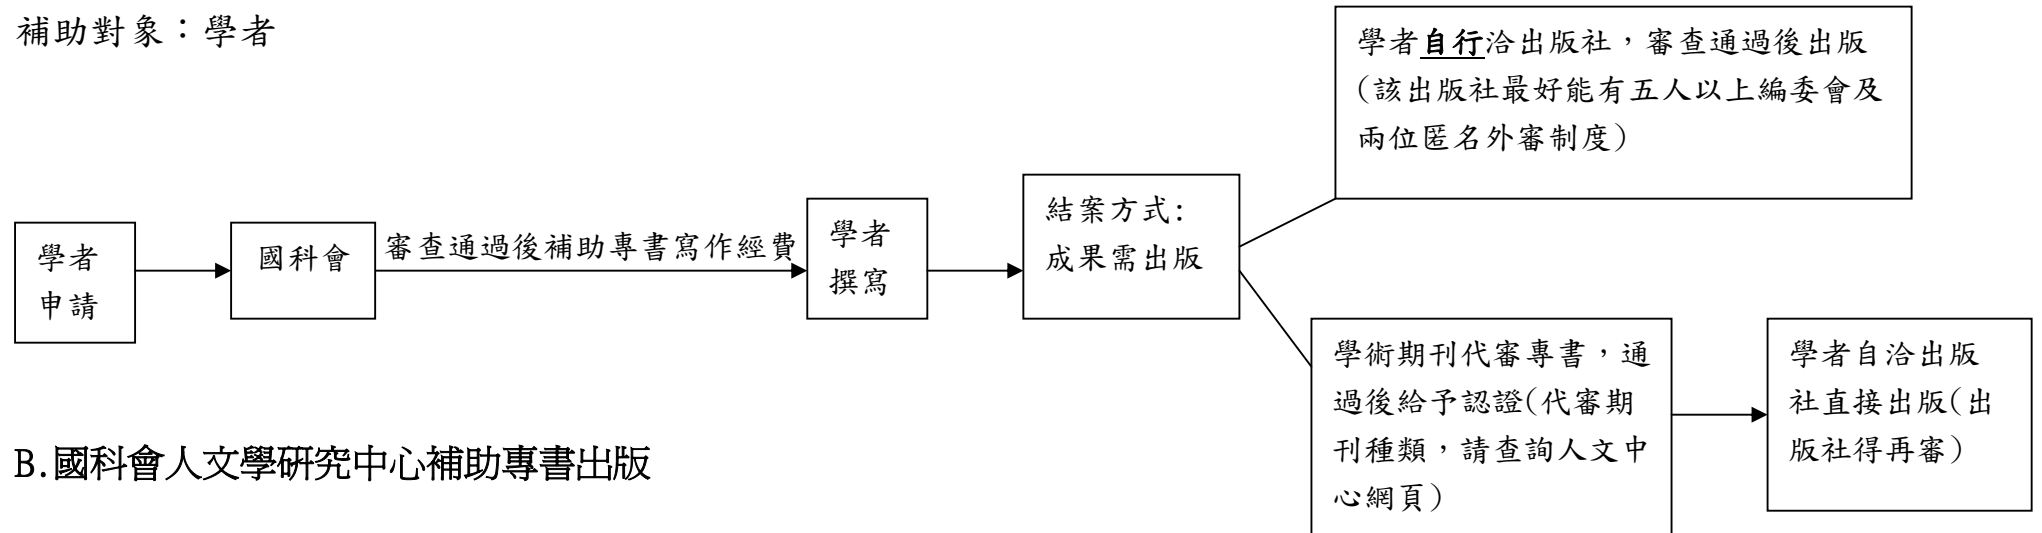 補助對象：學者
學者自行洽出版社，審查通過後出版
(該出版社最好能有五人以上編委會及
兩位匿名外審制度)
學者
申請
國科會
審查通過後補助專書寫作經費
學者
撰寫
結案方式:
成果需出版
學術期刊代審專書，通
過後給予認證(代審期
刊種類，請查詢人文中
心網頁)
學者自洽出版
社直接出版(出
版社得再審)
B.國科會人文學研究中心補助專書出版